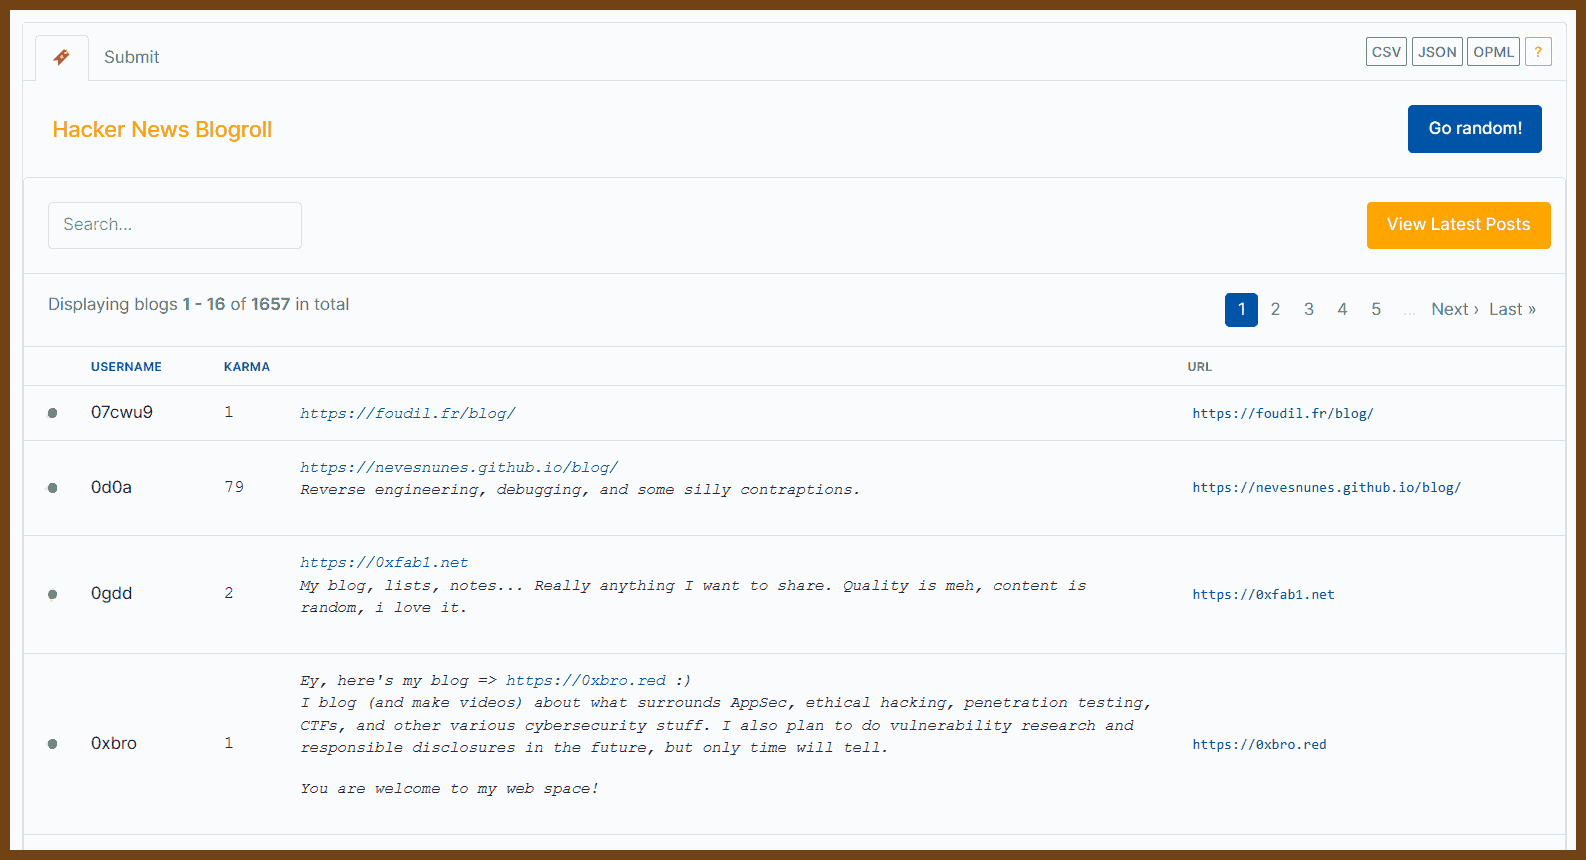 Submit
CSV JSON OPML ?
Hacker News Blogroll
Go random!
Search...
View Latest Posts
Displaying blogs 1 - 16 of 1657 in total
1 2 3 4 5 ... Next › Last »
USERNAME KARMA URL
07cwu9 1 https://foudil.fr/blog/ https://foudil.fr/blog/
https://nevesnunes.github.io/blog/
0d0a 79 Reverse engineering, debugging, and some silly contraptions. https://nevesnunes.github.io/blog/
https://0xfab1.net
0gdd 2 My blog, lists, notes... Really anything I want to share. Quality is meh, content is https://0xfab1.net
random, i love it.
Ey, here's my blog => https://0xbro.red :)
I blog (and make videos) about what surrounds AppSec, ethical hacking, penetration testing,
CTFs, and other various cybersecurity stuff. I also plan to do vulnerability research and
0xbro 1 responsible disclosures in the future, but only time will tell. https://0xbro.red
You are welcome to my web space!